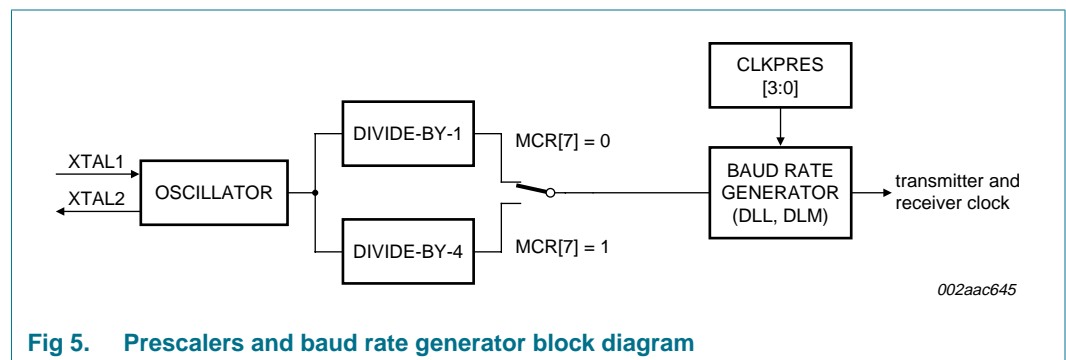 CLKPRES
[3:0]
DIVIDE-BY-1
MCR[7] = 0
XTAL1
XTAL2
OSCILLATOR
BAUD RATE
GENERATOR
(DLL, DLM)
transmitter and
receiver clock
DIVIDE-BY-4
MCR[7] = 1
002aac645
Fig 5. Prescalers and baud rate generator block diagram